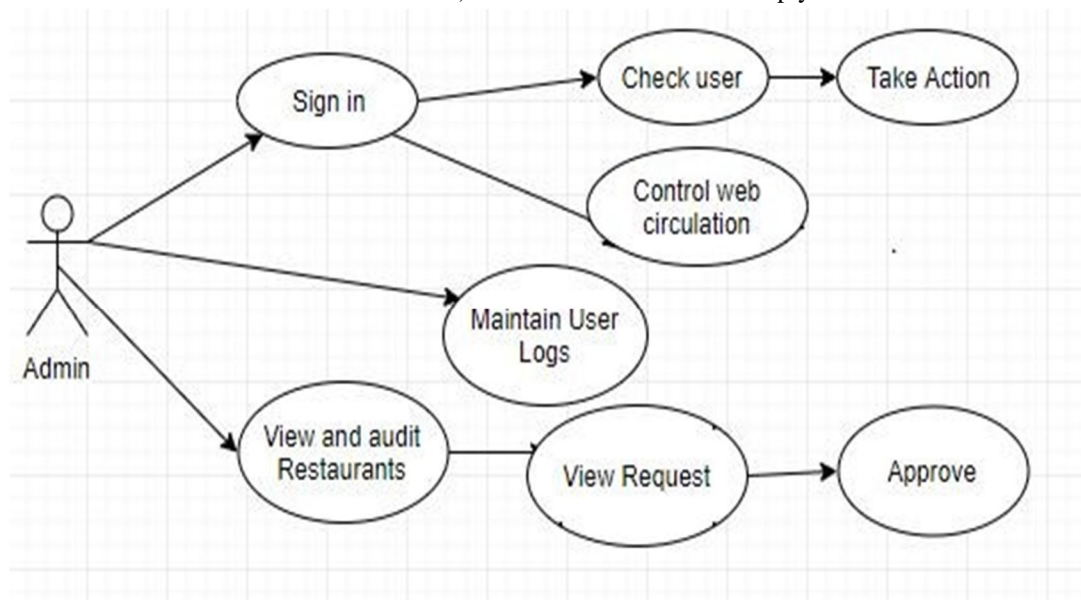 Sign in
Check user
Take Action
Control web
circulation
Maintain User
Logs
Admin
View and audit
Restaurants
View Request
Approve